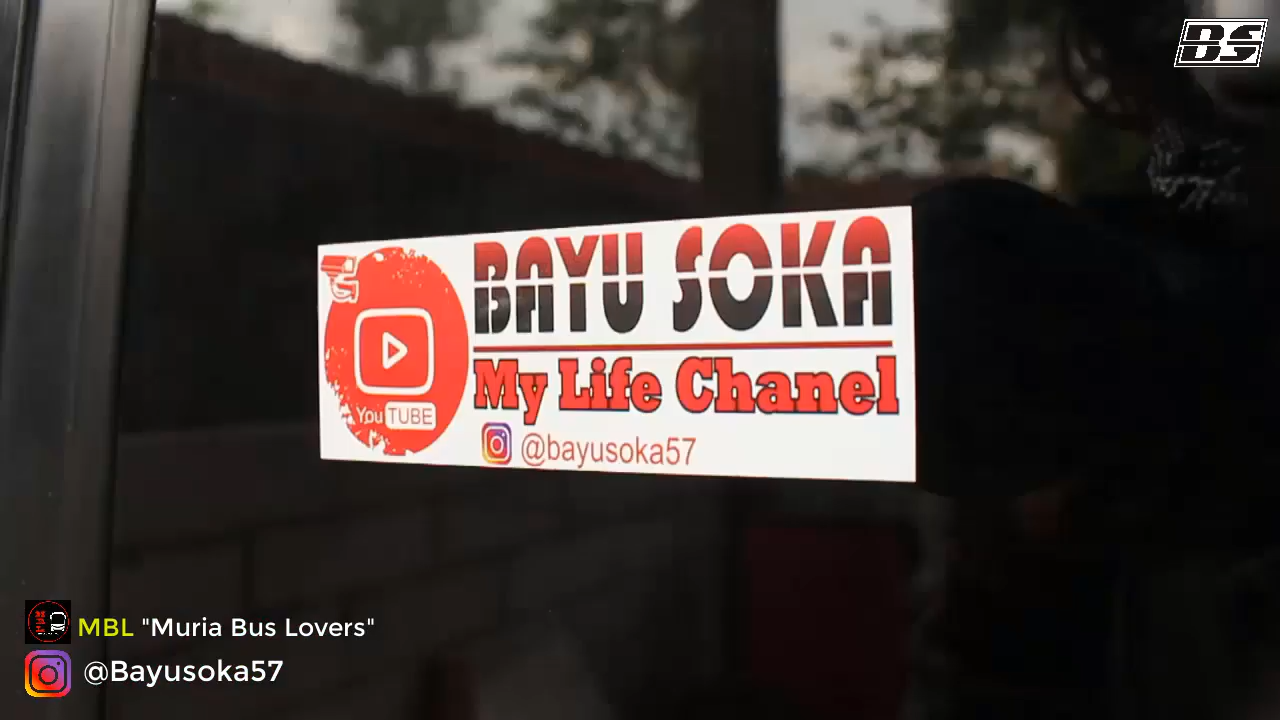 BS
BAYU SOKA
My Life Chanel
YouTUBE
@bayusoka57
MBL "Muria Bus Lovers"
@Bayusoka57